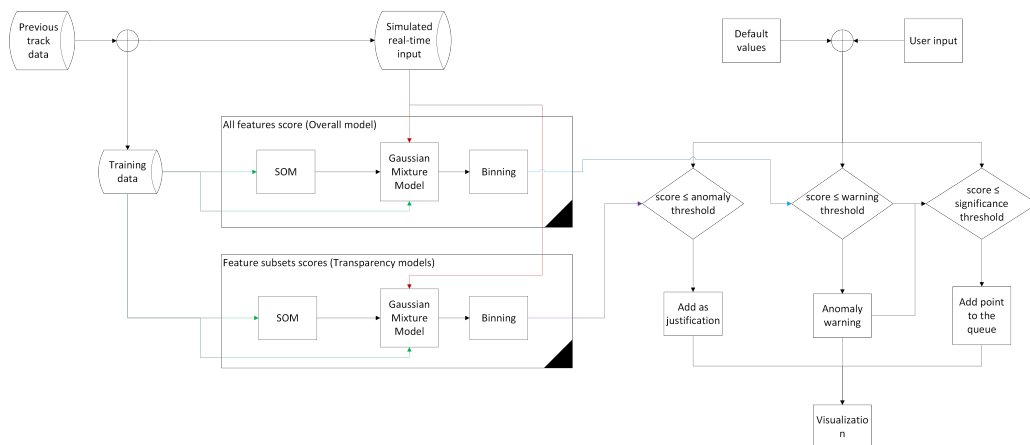 Previous
track
data
Simulated
real-time
input
Default
values
User input
All features score (Overall model)
Training
data
SOM
Gaussian
Mixture
Model
Binning
score ≤ anomaly
threshold
score ≤ warning
threshold
score ≤
significance
threshold
Feature subsets scores (Transparency models)
SOM
Gaussian
Mixture
Model
Binning
Add as
justification
Anomaly
warning
Add point
to the
queue
Visualizatio
n